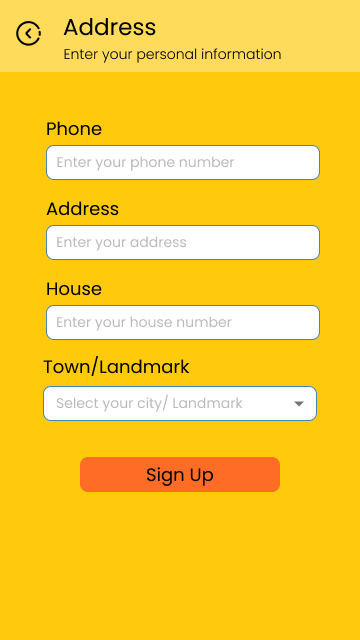 Address
Enter your personal information
Phone
Enter your phone number
Address
Enter your address
House
Enter your house number
Town/Landmark
Select your city/ Landmark
Sign Up